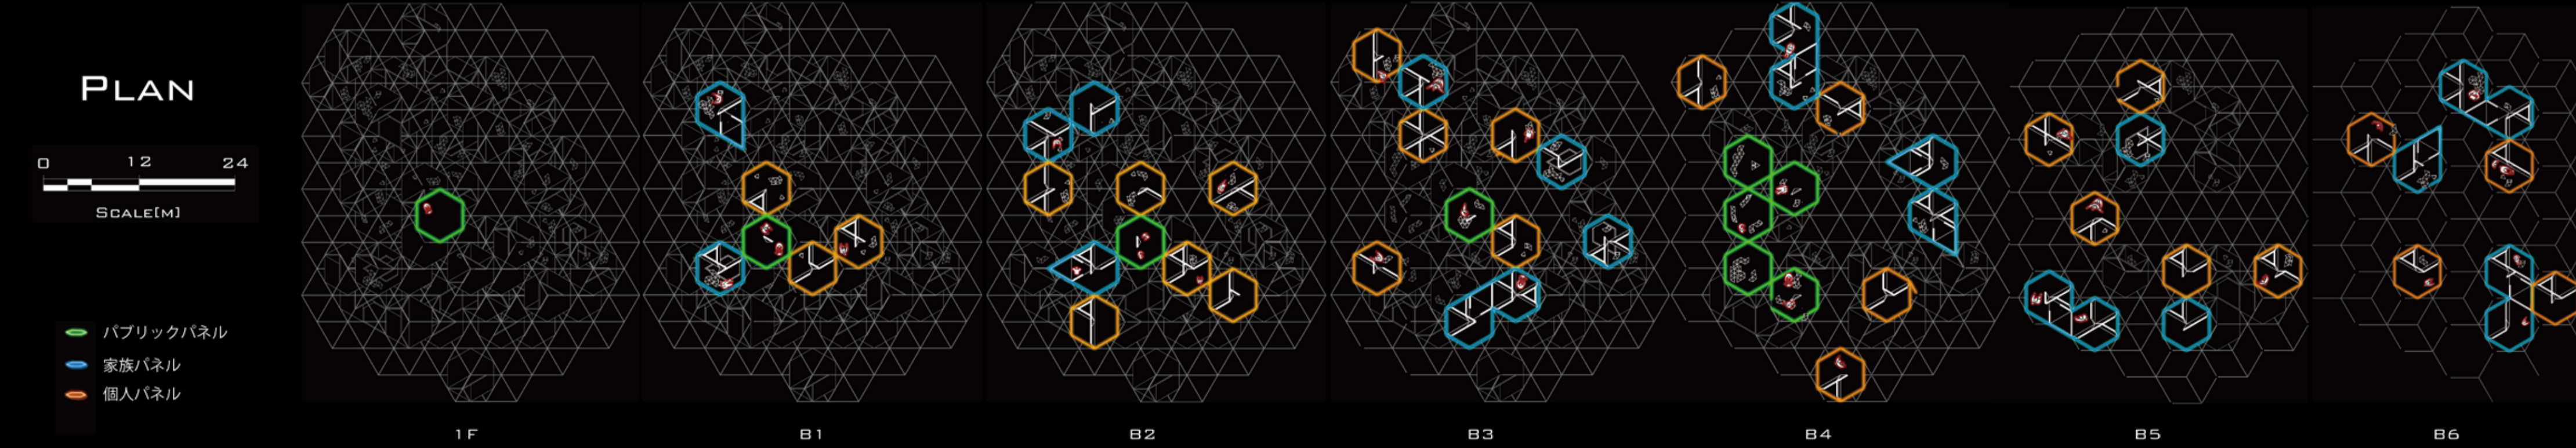 PLAN
0 12 24
SCALE[M]
パブリックパネル
家族パネル
個人パネル
1F B1 B2 B3 B4 B5 B6